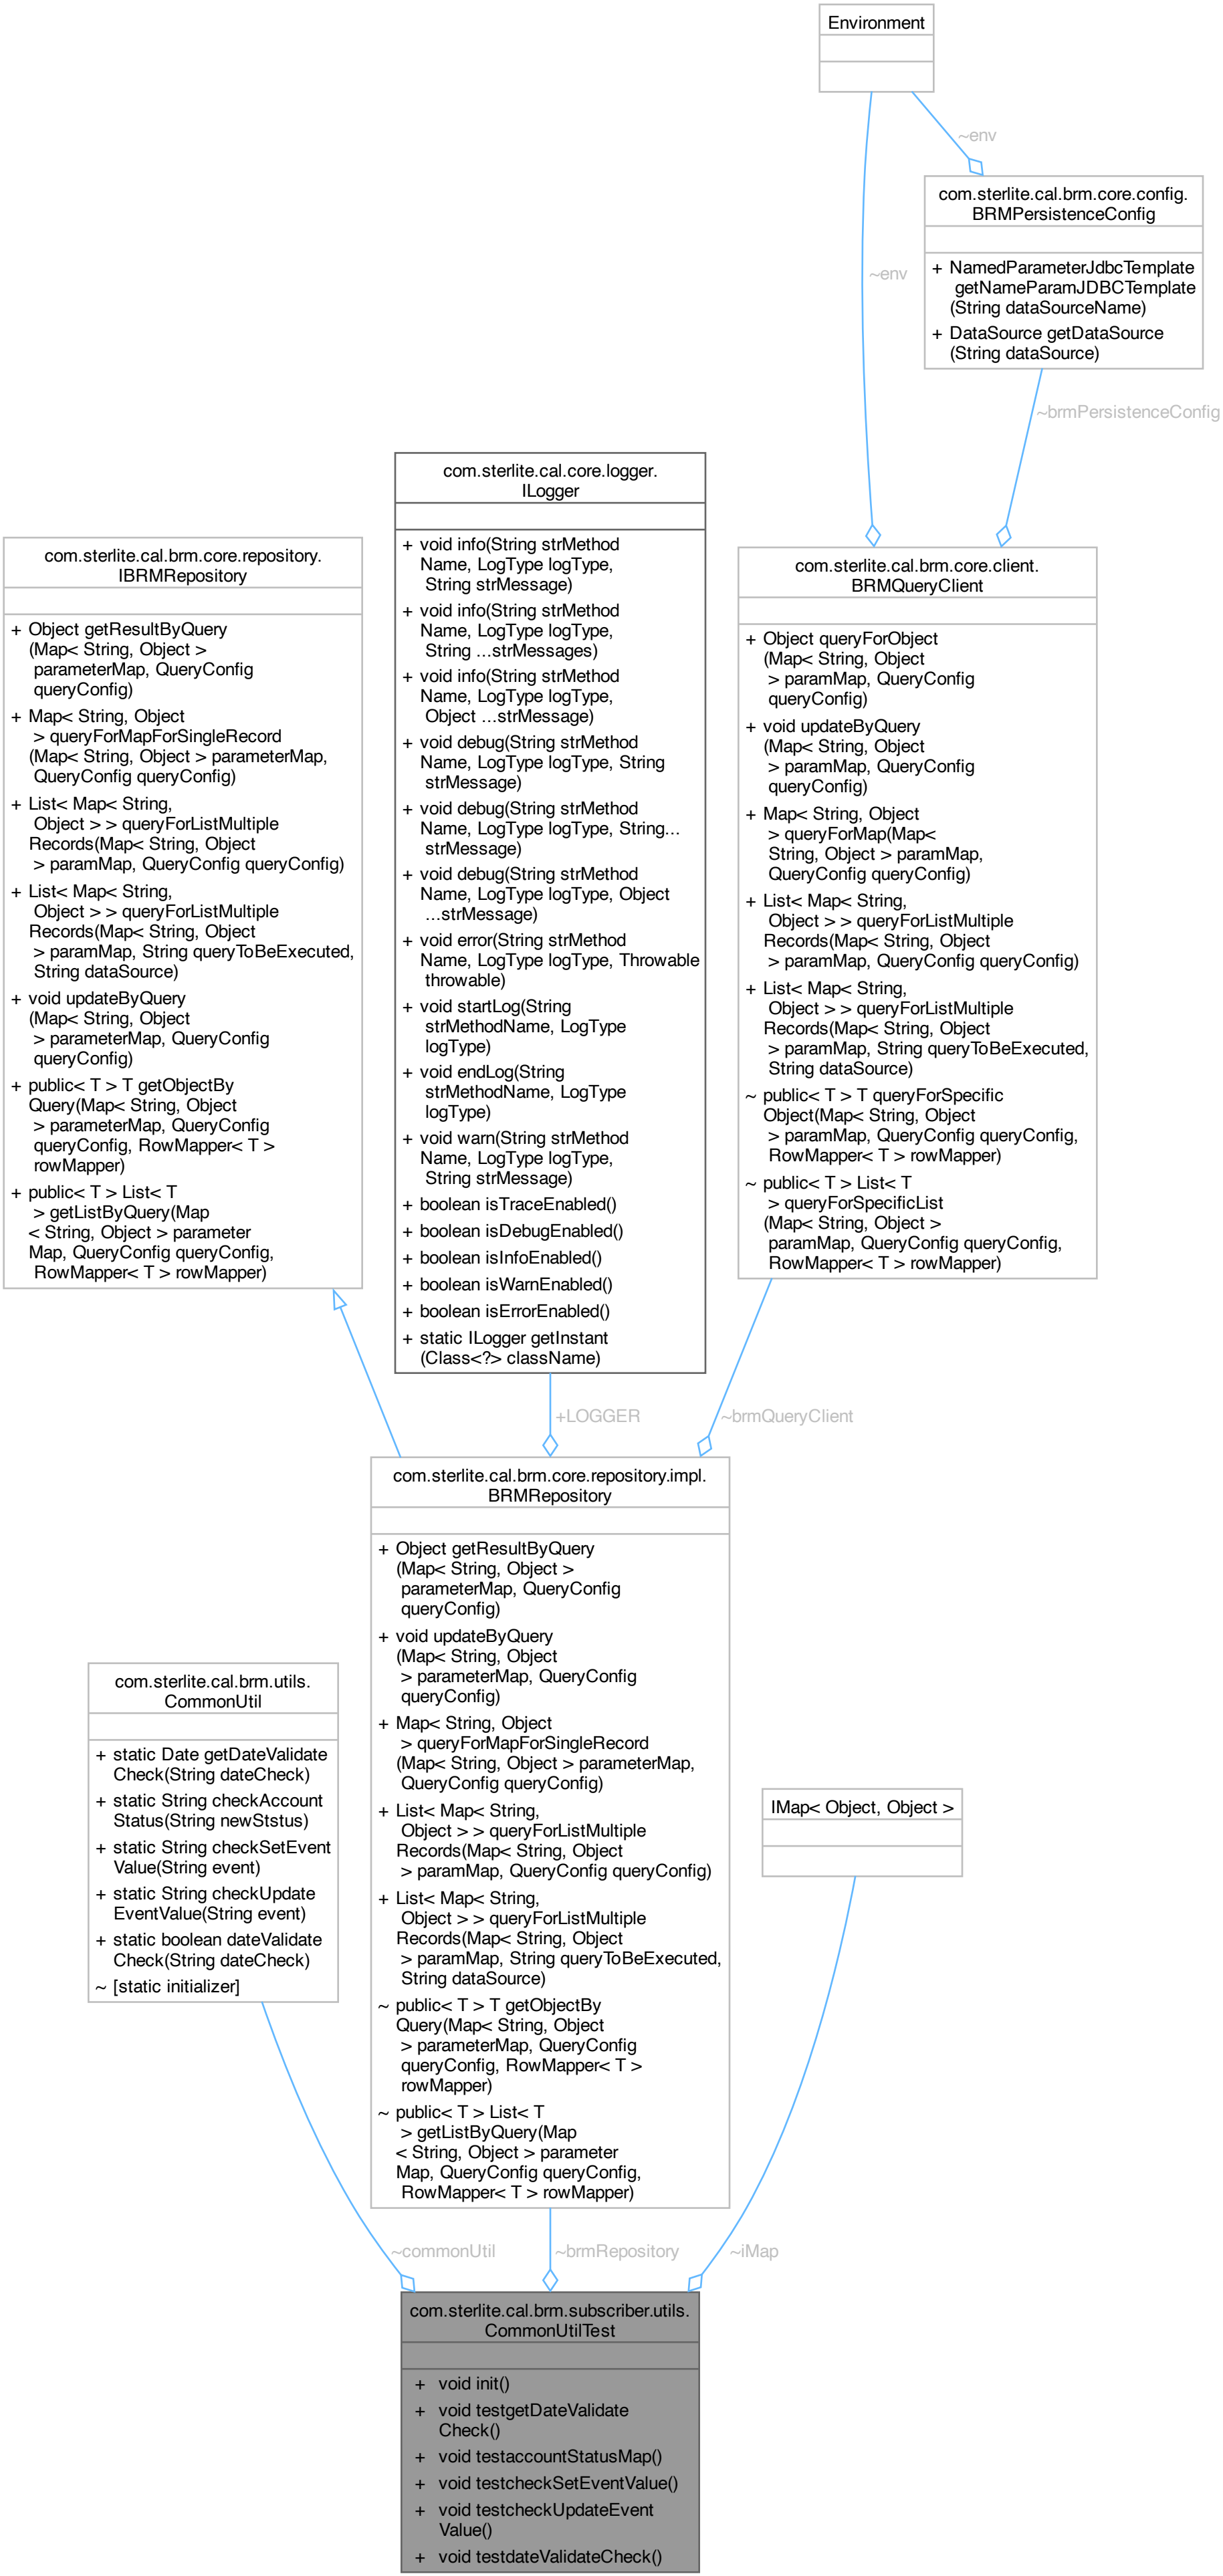 Environment
~env
com.sterlite.cal.brm.core.config.
BRMPersistenceConfig
+ NamedParameterJdbcTemplate
getNameParamJDBCTemplate
(String dataSourceName)
+ DataSource getDataSource
(String dataSource)
~env
~brmPersistenceConfig
com.sterlite.cal.core.logger.
ILogger
+ void info(String strMethod
Name, LogType logType,
String strMessage)
+ void info(String strMethod
Name, LogType logType,
String ...strMessages)
+ void info(String strMethod
Name, LogType logType,
Object ...strMessage)
+ void debug(String strMethod
Name, LogType logType, String
strMessage)
+ void debug(String strMethod
Name, LogType logType, String...
strMessage)
+ void debug(String strMethod
Name, LogType logType, Object
...strMessage)
+ void error(String strMethod
Name, LogType logType, Throwable
throwable)
+ void startLog(String
strMethodName, LogType
logType)
+ void endLog(String
strMethodName, LogType
logType)
+ void warn(String strMethod
Name, LogType logType,
String strMessage)
+ boolean isTraceEnabled()
+ boolean isDebugEnabled()
+ boolean isInfoEnabled()
+ boolean isWarnEnabled()
+ boolean isErrorEnabled()
+ static ILogger getInstant
(Class<?> className)
com.sterlite.cal.brm.core.repository.
IBRMRepository
+ Object getResultByQuery
(Map< String, Object >
parameterMap, QueryConfig
queryConfig)
+ Map< String, Object
> queryForMapForSingleRecord
(Map< String, Object > parameterMap,
QueryConfig queryConfig)
+ List< Map< String,
Object > > queryForListMultiple
Records(Map< String, Object
> paramMap, QueryConfig queryConfig)
+ List< Map< String,
Object > > queryForListMultiple
Records(Map< String, Object
> paramMap, String queryToBeExecuted,
String dataSource)
+ void updateByQuery
(Map< String, Object
> parameterMap, QueryConfig
queryConfig)
+ public< T > T getObjectBy
Query(Map< String, Object
> parameterMap, QueryConfig
queryConfig, RowMapper< T >
rowMapper)
+ public< T > List< T
> getListByQuery(Map
< String, Object > parameter
Map, QueryConfig queryConfig,
RowMapper< T > rowMapper)
com.sterlite.cal.brm.core.client.
BRMQueryClient
+ Object queryForObject
(Map< String, Object
> paramMap, QueryConfig
queryConfig)
+ void updateByQuery
(Map< String, Object
> paramMap, QueryConfig
queryConfig)
+ Map< String, Object
> queryForMap(Map<
String, Object > paramMap,
QueryConfig queryConfig)
+ List< Map< String,
Object > > queryForListMultiple
Records(Map< String, Object
> paramMap, QueryConfig queryConfig)
+ List< Map< String,
Object > > queryForListMultiple
Records(Map< String, Object
> paramMap, String queryToBeExecuted,
String dataSource)
~ public< T > T queryForSpecific
Object(Map< String, Object
> paramMap, QueryConfig queryConfig,
RowMapper< T > rowMapper)
~ public< T > List< T
> queryForSpecificList
(Map< String, Object >
paramMap, QueryConfig queryConfig,
RowMapper< T > rowMapper)
+LOGGER
~brmQueryClient
com.sterlite.cal.brm.core.repository.impl.
BRMRepository
+ Object getResultByQuery
(Map< String, Object >
parameterMap, QueryConfig
queryConfig)
+ void updateByQuery
(Map< String, Object
> parameterMap, QueryConfig
queryConfig)
+ Map< String, Object
> queryForMapForSingleRecord
(Map< String, Object > parameterMap,
QueryConfig queryConfig)
+ List< Map< String,
Object > > queryForListMultiple
Records(Map< String, Object
> paramMap, QueryConfig queryConfig)
+ List< Map< String,
Object > > queryForListMultiple
Records(Map< String, Object
> paramMap, String queryToBeExecuted,
String dataSource)
~ public< T > T getObjectBy
Query(Map< String, Object
> parameterMap, QueryConfig
queryConfig, RowMapper< T >
rowMapper)
~ public< T > List< T
> getListByQuery(Map
< String, Object > parameter
Map, QueryConfig queryConfig,
RowMapper< T > rowMapper)
com.sterlite.cal.brm.utils.
CommonUtil
+ static Date getDateValidate
Check(String dateCheck)
+ static String checkAccount
Status(String newStstus)
+ static String checkSetEvent
Value(String event)
+ static String checkUpdate
EventValue(String event)
+ static boolean dateValidate
Check(String dateCheck)
~ [static initializer]
IMap< Object, Object >
~commonUtil
~brmRepository
~iMap
com.sterlite.cal.brm.subscriber.utils.
CommonUtilTest
+ void init()
+ void testgetDateValidate
Check()
+ void testaccountStatusMap()
+ void testcheckSetEventValue()
+ void testcheckUpdateEvent
Value()
+ void testdateValidateCheck()